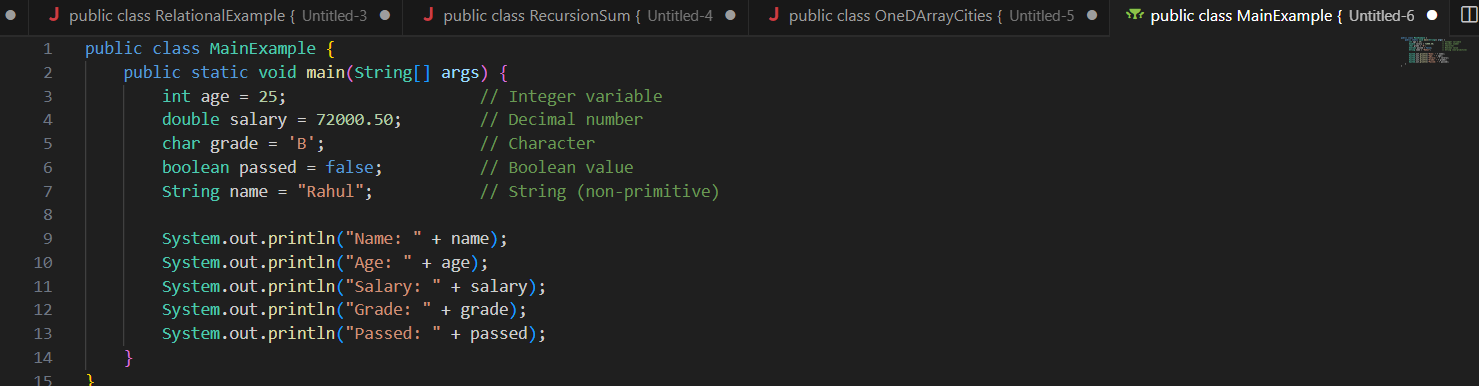 public class RelationalExample { Untitled-3 public class RecursionSum { Untitled-4 public class OneDArrayCities { Untitled-5 public class MainExample { Untitled-6
1 public class MainExample {
2     public static void main(String[] args) {
3         int age = 25;                    // Integer variable
4         double salary = 72000.50;        // Decimal number
5         char grade = 'B';                // Character
6         boolean passed = false;          // Boolean value
7         String name = "Rahul";           // String (non-primitive)
8
9         System.out.println("Name: " + name);
10         System.out.println("Age: " + age);
11         System.out.println("Salary: " + salary);
12         System.out.println("Grade: " + grade);
13         System.out.println("Passed: " + passed);
14     }
15 }